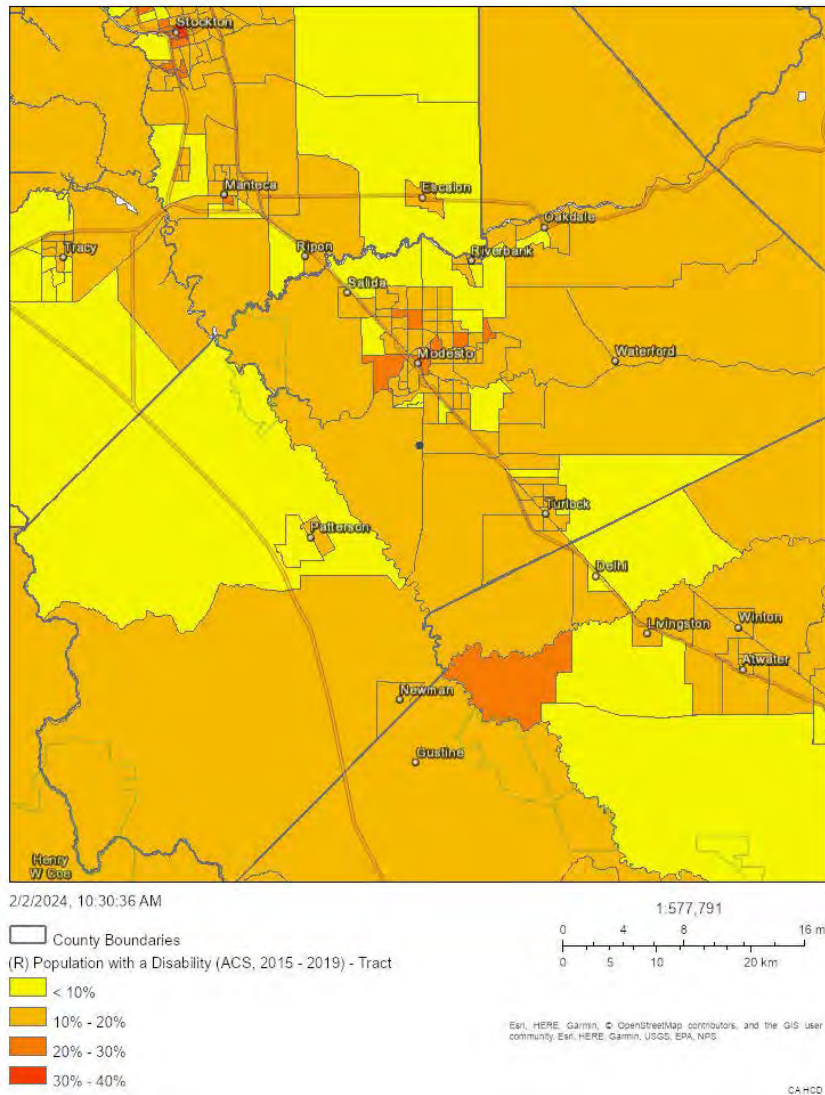 Stockton
Manteca
Escalon
Oakdale
Tracy
Ripon
Riverbank
Salida
Modesto
Waterford
Turlock
Patterson
Delhi
Livingston
Winton
Atwater
Newman
Gustine
Henry
W Coe
2/2/2024, 10:30:36 AM
1:577,791
0 4 8 16 m
0 5 10 20 km
County Boundaries
(R) Population with a Disability (ACS, 2015 - 2019) - Tract
< 10%
10% - 20%
20% - 30%
30% - 40%
Esri, HERE, Garmin, © OpenStreetMap contributors, and the GIS user
community, Esri, HERE, Garmin, USGS, EPA, NPS
CA HCD